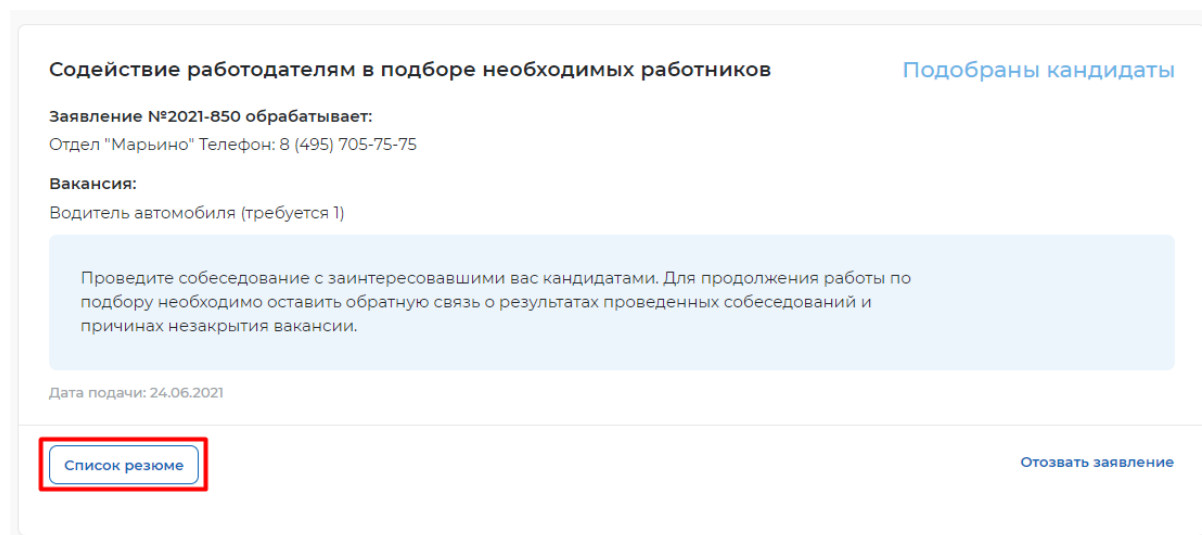 Содействие работодателям в подборе необходимых работников
Подобраны кандидаты
Заявление №2021-850 обрабатывает:
Отдел "Марьино" Телефон: 8 (495) 705-75-75
Вакансия:
Водитель автомобиля (требуется 1)
Проведите собеседование с заинтересовавшими вас кандидатами. Для продолжения работы по
подбору необходимо оставить обратную связь о результатах проведенных собеседований и
причинах незакрытия вакансии.
Дата подачи: 24.06.2021
Список резюме
Отозвать заявление